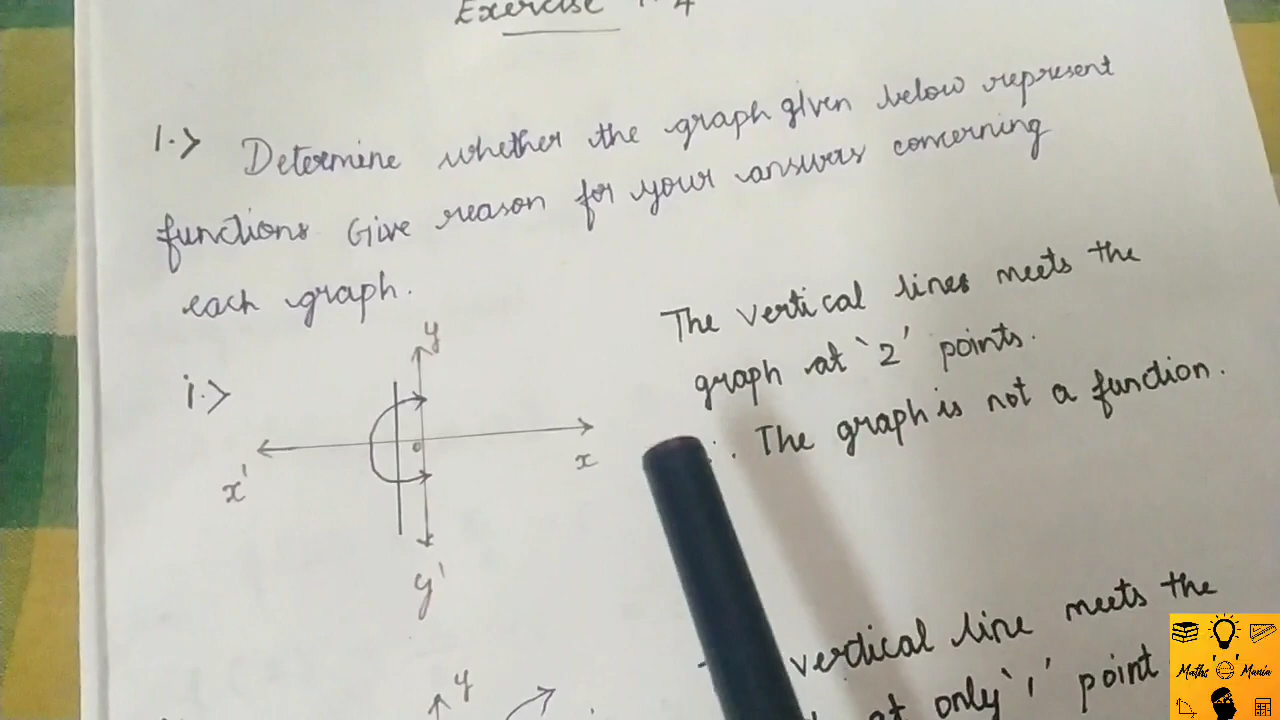 Exercise 1.4
1.> Determine whether the graph given below represent
functions Give reason for your answers concerning
each graph.
i.>
y
x'
o
x
y'
The vertical lines meets the
graph at '2' points.
∴ The graph is not a function.
y
vertical line meets the
at only '1' point
Maths Mania